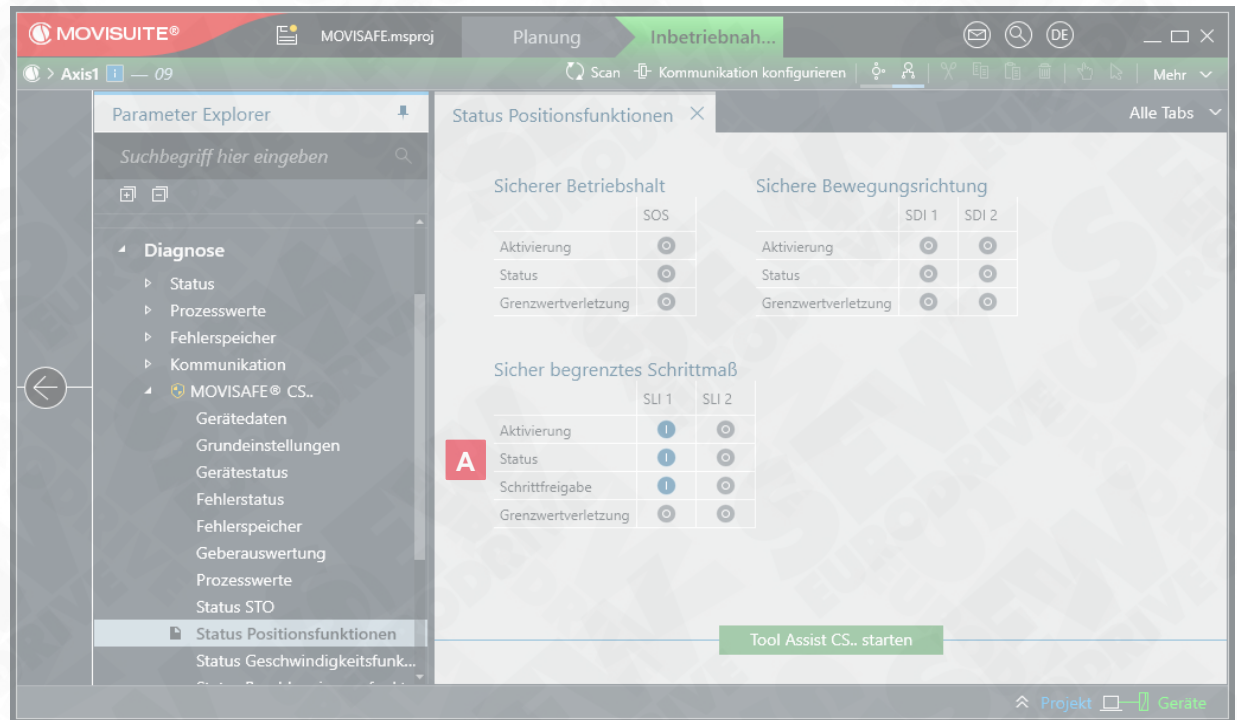 MOVISUITE®
MOVISAFE.msproj
Planung
Inbetriebnah...
DE
Axis1 i — 09
Scan
Kommunikation konfigurieren
Mehr
Parameter Explorer
Suchbegriff hier eingeben
Diagnose
Status
Prozesswerte
Fehlerspeicher
Kommunikation
MOVISAFE® CS..
Gerätedaten
Grundeinstellungen
Gerätestatus
Fehlerstatus
Fehlerspeicher
Geberauswertung
Prozesswerte
Status STO
Status Positionsfunktionen
Status Geschwindigkeitsfunk...
Status Positionsfunktionen
Alle Tabs
Sicherer Betriebshalt
SOS
Aktivierung
Status
Grenzwertverletzung
Sichere Bewegungsrichtung
SDI 1 SDI 2
Aktivierung
Status
Grenzwertverletzung
Sicher begrenztes Schrittmaß
SLI 1 SLI 2
Aktivierung
A
Status
Schrittfreigabe
Grenzwertverletzung
Tool Assist CS.. starten
Projekt
Geräte